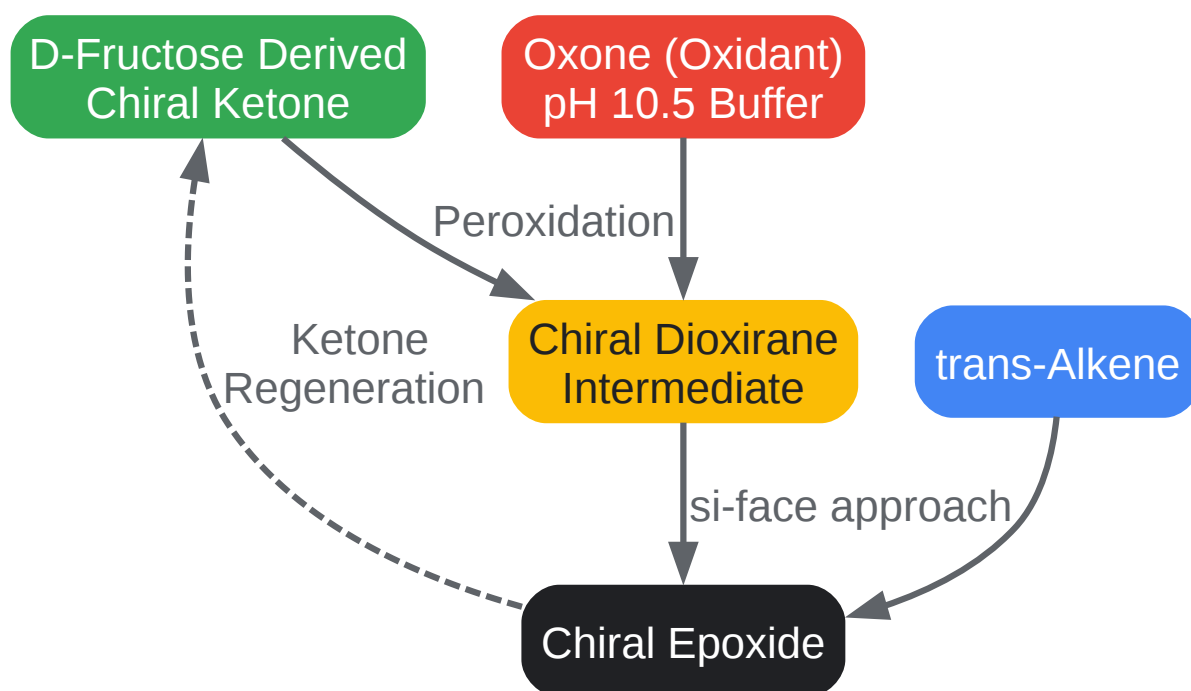 D-Fructose Derived
Chiral Ketone
Oxone (Oxidant)
pH 10.5 Buffer
Peroxidation
Ketone
Regeneration
Chiral Dioxirane
Intermediate
trans-Alkene
si-face approach
Chiral Epoxide